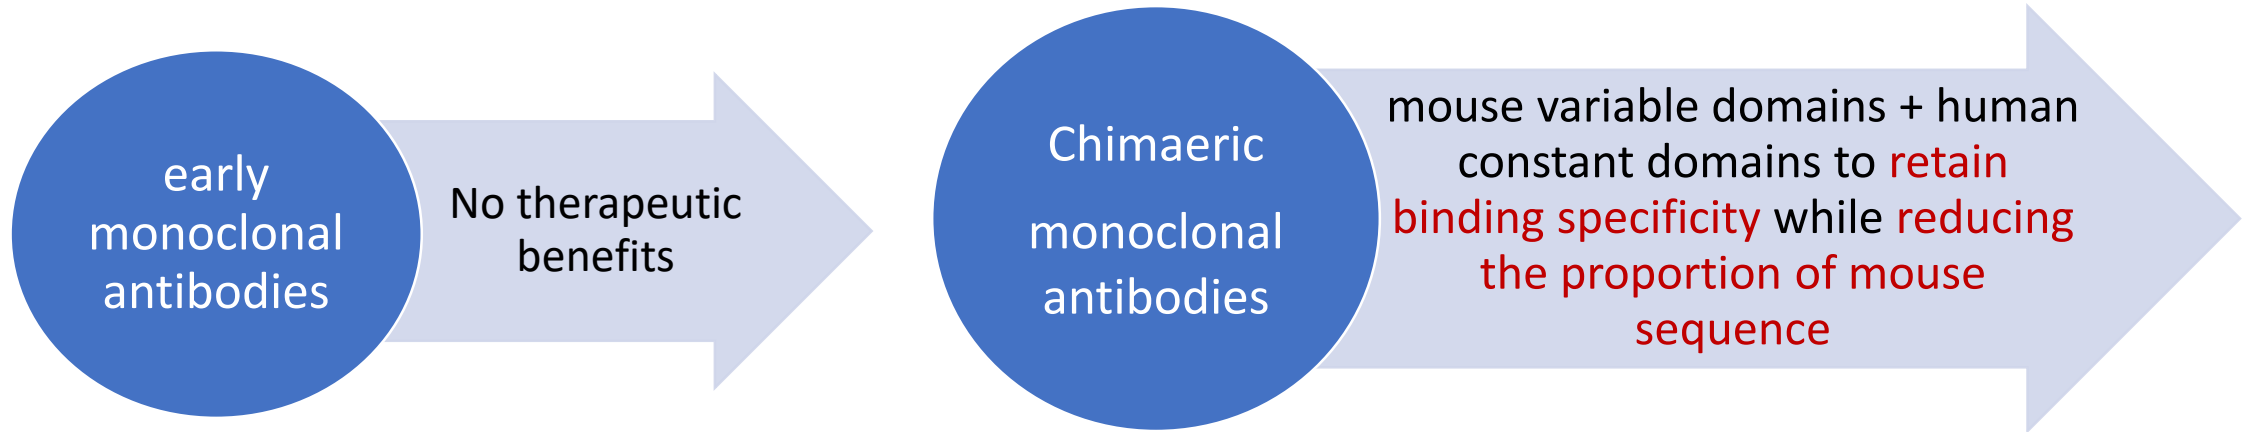 early
monoclonal
antibodies
No therapeutic
benefits
Chimaeric
monoclonal
antibodies
mouse variable domains + human
constant domains to retain
binding specificity while reducing
the proportion of mouse
sequence